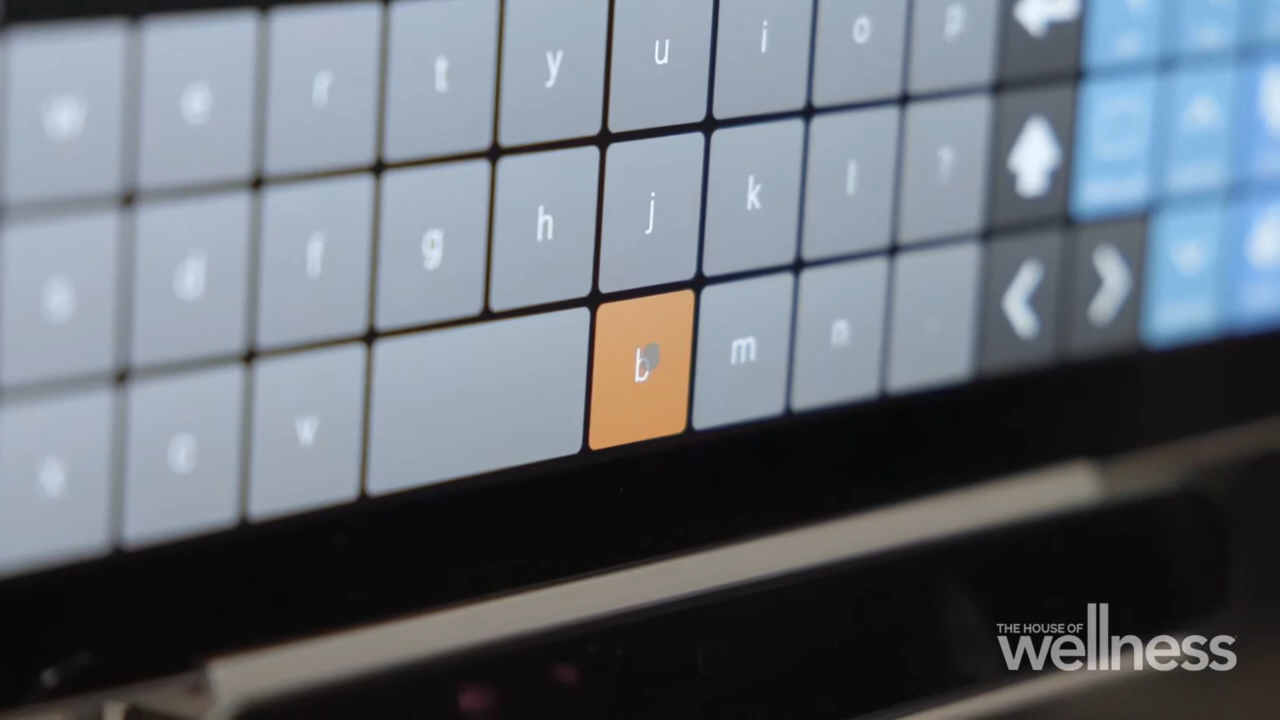 w e r t y u i o p
s d f g h j k l ?
x c v b m n .
THE HOUSE OF
wellness